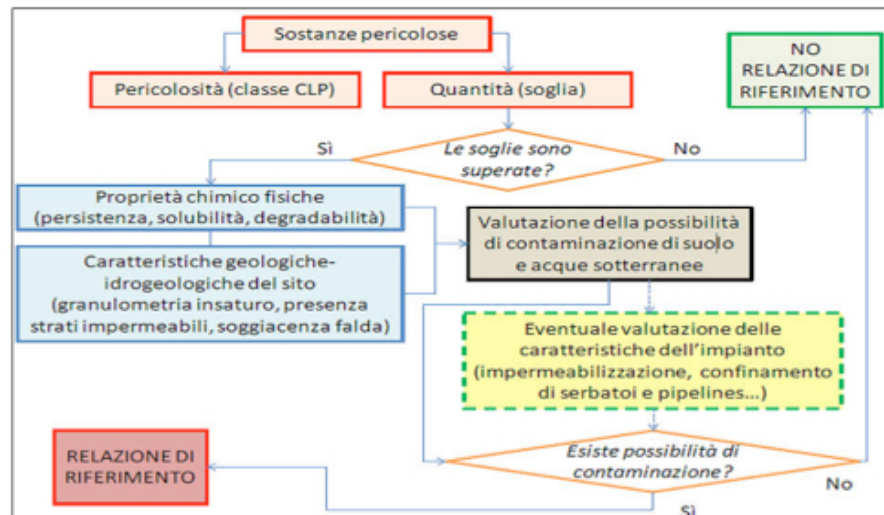 Sostanze pericolose
NO
RELAZIONE DI
RIFERIMENTO
Pericolosità (classe CLP)
Quantità (soglia)
Sì
Le soglie sono
superate?
No
Proprietà chimico fisiche
(persistenza, solubilità, degradabilità)
Valutazione della possibilità
di contaminazione di suolo
e acque sotterranee
Caratteristiche geologiche-
idrogeologiche del sito
(granulometria insaturo, presenza
strati impermeabili, soggiacenza falda)
Eventuale valutazione delle
caratteristiche dell'impianto
(impermeabilizzazione, confinamento
di serbatoi e pipelines...)
RELAZIONE DI
RIFERIMENTO
Esiste possibilità di
contaminazione?
No
Sì